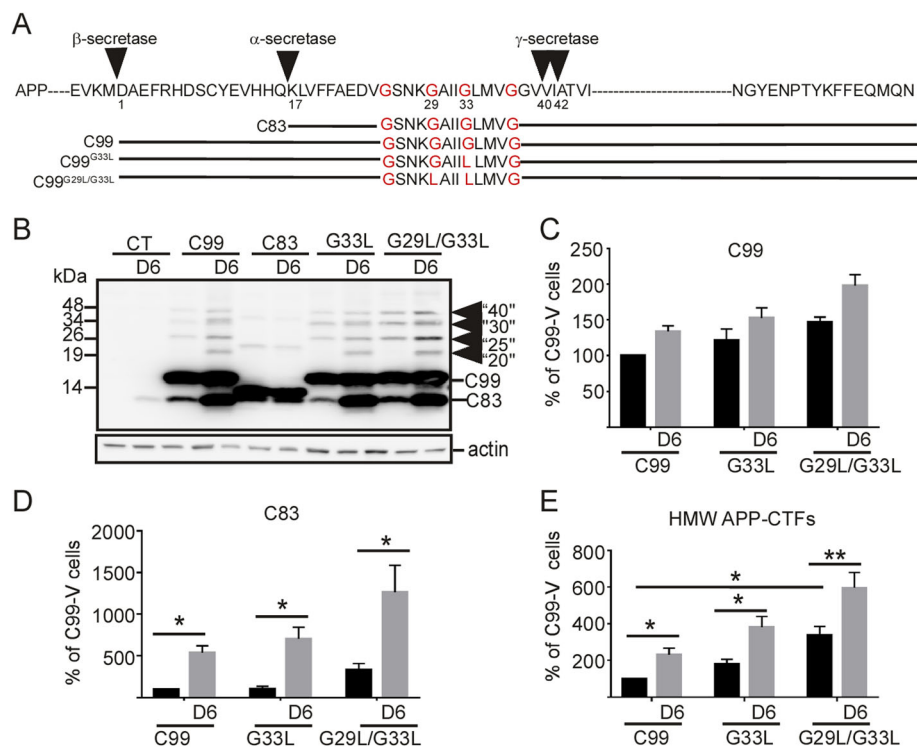 A
β-secretase α-secretase γ-secretase
APP----EVKMDAEFRHDSCYEVHHQKLVFFAEDVGSNKGAIIGLMVGGVVIATVI-------------------------------NGYENPTYKFFEQMQN
1 17 29 33 40 42
C83 GSNKGAIIGLMVG
C99 GSNKGAIIGLMVG
C99G33L GSNKGAIILLMVG
C99G29L/G33L GSNKLAIILLMVG
B
CT C99 C83 G33L G29L/G33L
D6 D6 D6 D6 D6
kDa
48
34
26
19
14
"40"
"30"
"25"
"20"
C99
C83
actin
C
C99
% of C99-V cells
250
200
150
100
50
D6 D6 D6
C99 G33L G29L/G33L
D
C83
% of C99-V cells
2000
1500
1000
500
* * *
D6 D6 D6
C99 G33L G29L/G33L
E
HMW APP-CTFs
% of C99-V cells
800
600
400
200
* * * **
D6 D6 D6
C99 G33L G29L/G33L